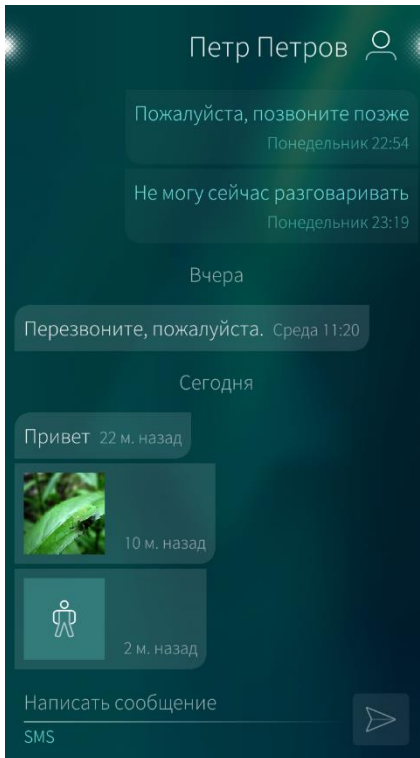 Петр Петров
Пожалуйста, позвоните позже
Понедельник 22:54
Не могу сейчас разговаривать
Понедельник 23:19
Вчера
Перезвоните, пожалуйста. Среда 11:20
Сегодня
Привет 22 м. назад
10 м. назад
2 м. назад
Написать сообщение
SMS